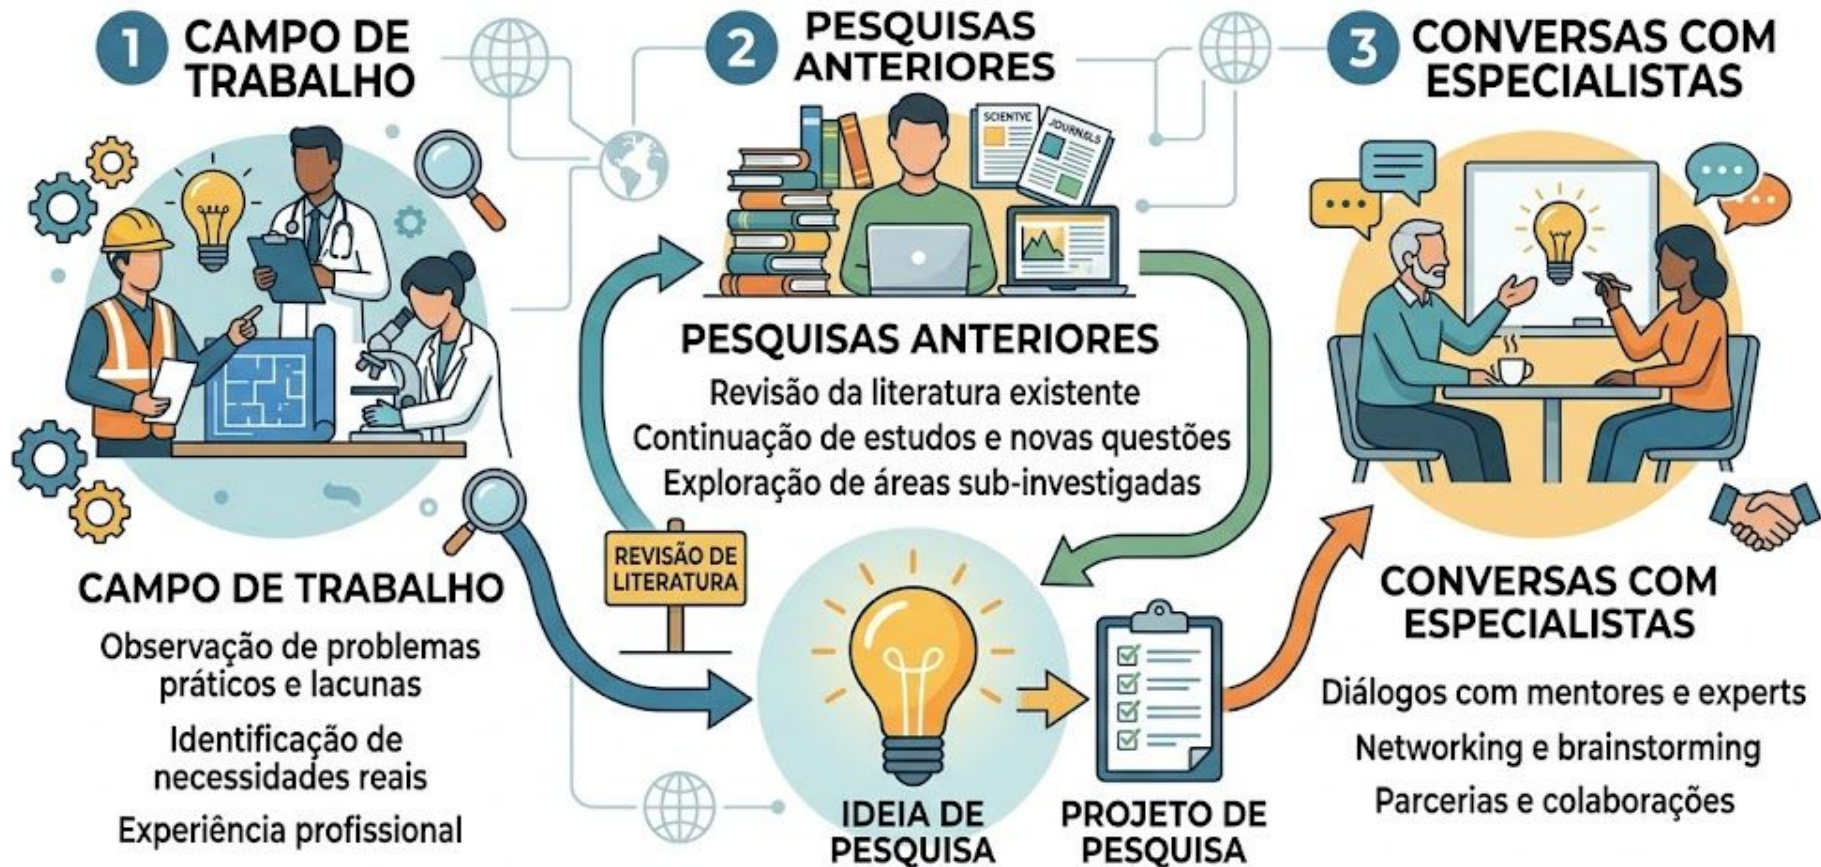 1 CAMPO DE
TRABALHO
2 PESQUISAS
ANTERIORES
3 CONVERSAS COM
ESPECIALISTAS
SCIENTYC
JOURNELS
PESQUISAS ANTERIORES
Revisão da literatura existente
Continuação de estudos e novas questões
Exploração de áreas sub-investigadas
REVISÃO DE
LITERATURA
CAMPO DE TRABALHO
Observação de problemas
práticos e lacunas
Identificação de
necessidades reais
Experiência profissional
IDEIA DE
PESQUISA
PROJETO DE
PESQUISA
CONVERSAS COM
ESPECIALISTAS
Diálogos com mentores e experts
Networking e brainstorming
Parcerias e colaborações